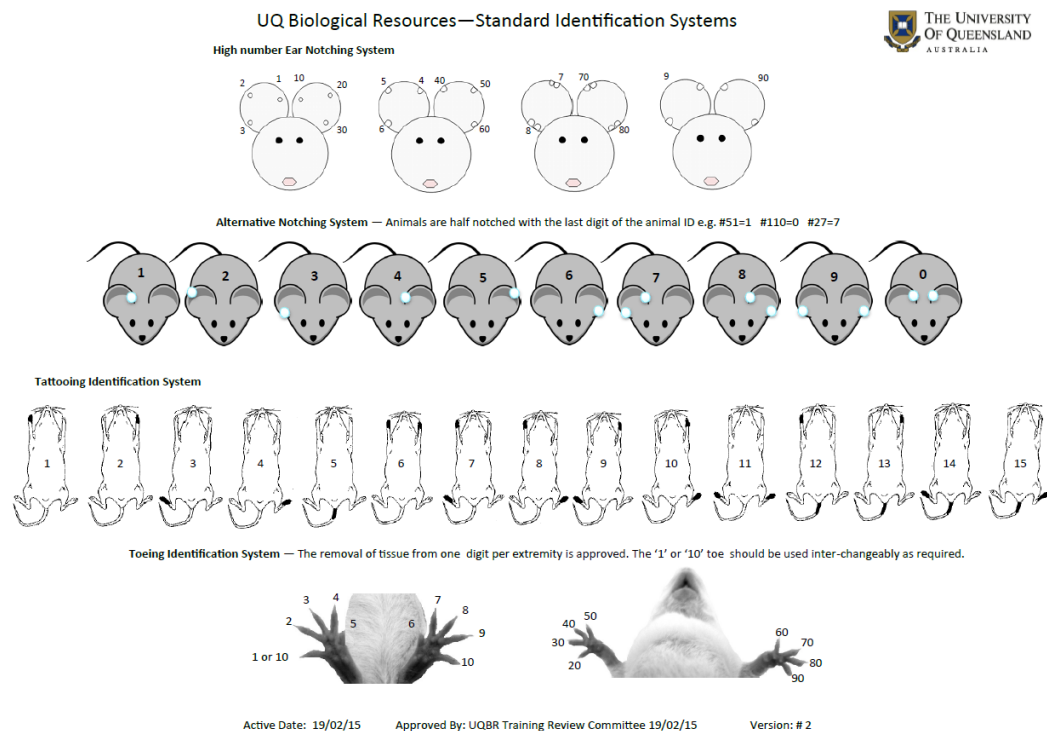 UQ Biological Resources—Standard Identification Systems
THE UNIVERSITY
OF QUEENSLAND
AUSTRALIA
High number Ear Notching System
2 1 10 20 5 4 40 50 7 70 9 90
3 30 6 60 8 80
Alternative Notching System — Animals are half notched with the last digit of the animal ID e.g. #51=1 #110=0 #27=7
1 2 3 4 5 6 7 8 9 0
Tattooing Identification System
1 2 3 4 5 6 7 8 9 10 11 12 13 14 15
Toeing Identification System — The removal of tissue from one digit per extremity is approved. The ‘1’ or ‘10’ toe should be used inter-changeably as required.
3 4 7 8
2 5 6 9
1 or 10 10
40 50 60 70
30 80
20 90
Active Date: 19/02/15 Approved By: UQBR Training Review Committee 19/02/15 Version: # 2